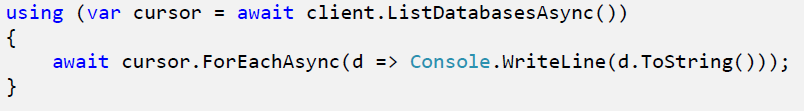 using (var cursor = await client.ListDatabasesAsync())
{
    await cursor.ForEachAsync(d => Console.WriteLine(d.ToString()));
}